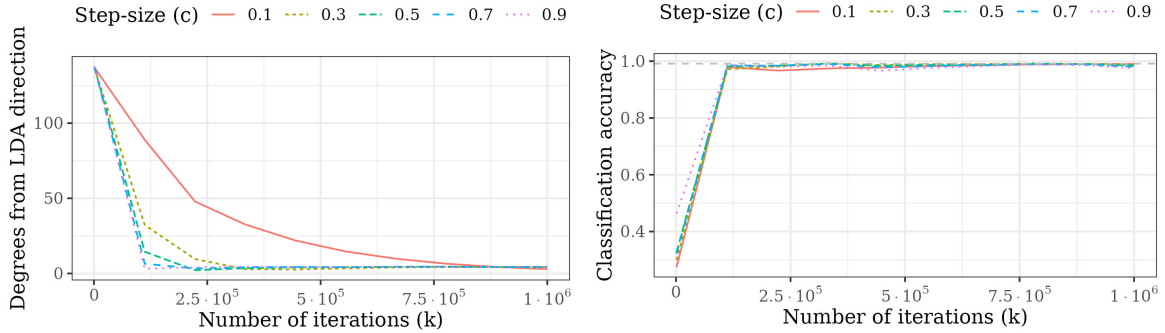 Step-size (c) 0.1 0.3 0.5 0.7 0.9
Degrees from LDA direction
100
50
0
0 2.5·10⁵ 5·10⁵ 7.5·10⁵ 1·10⁶
Number of iterations (k)
Step-size (c) 0.1 0.3 0.5 0.7 0.9
Classification accuracy
1.0
0.8
0.6
0.4
0 2.5·10⁵ 5·10⁵ 7.5·10⁵ 1·10⁶
Number of iterations (k)